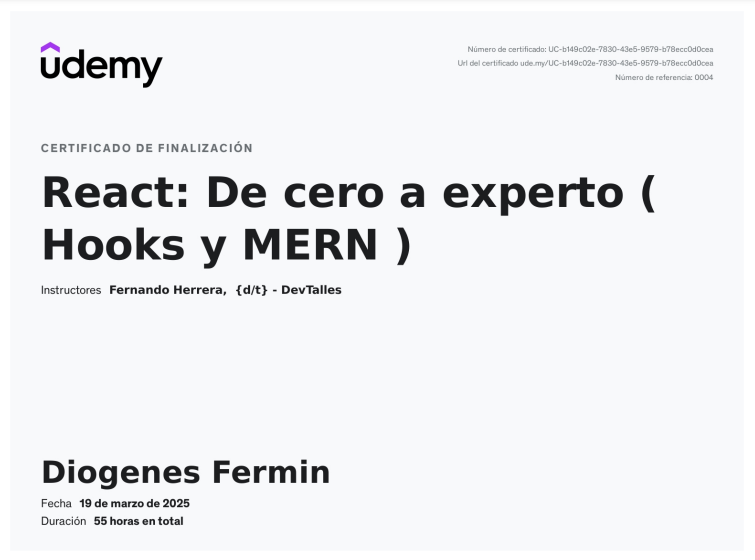 udemy
Número de certificado: UC-b149c02e-7830-43e5-9579-b78ecc0d0cea
Url del certificado ude.my/UC-b149c02e-7830-43e5-9579-b78ecc0d0cea
Número de referencia: 0004
CERTIFICADO DE FINALIZACIÓN
React: De cero a experto (
Hooks y MERN )
Instructores Fernando Herrera, {d/t} - DevTalles
Diogenes Fermin
Fecha 19 de marzo de 2025
Duración 55 horas en total